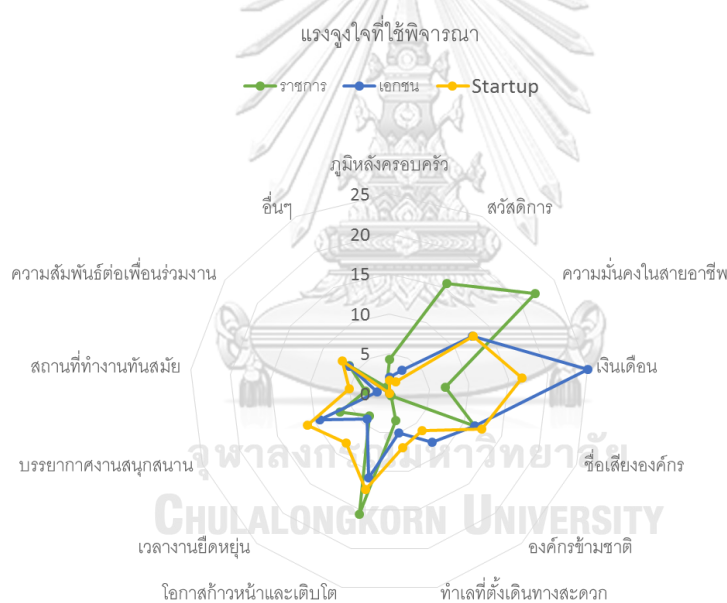 แรงจูงใจที่ใช้พิจารณา
ราชการ เอกชน Startup
ภูมิหลังครอบครัว
อื่นๆ 25 สวัสดิการ
20
ความสัมพันธ์ต่อเพื่อนร่วมงาน 15 ความมั่นคงในสายอาชีพ
10
5
สถานที่ทำงานทันสมัย เงินเดือน
จุฬาลงกรณ์มหาวิทยาลัย
บรรยากาศงานสนุกสนาน ชื่อเสียงองค์กร
CHULALONGKORN UNIVERSITY
เวลางานยืดหยุ่น องค์กรข้ามชาติ
โอกาสก้าวหน้าและเติบโต ทำเลที่ตั้งเดินทางสะดวก